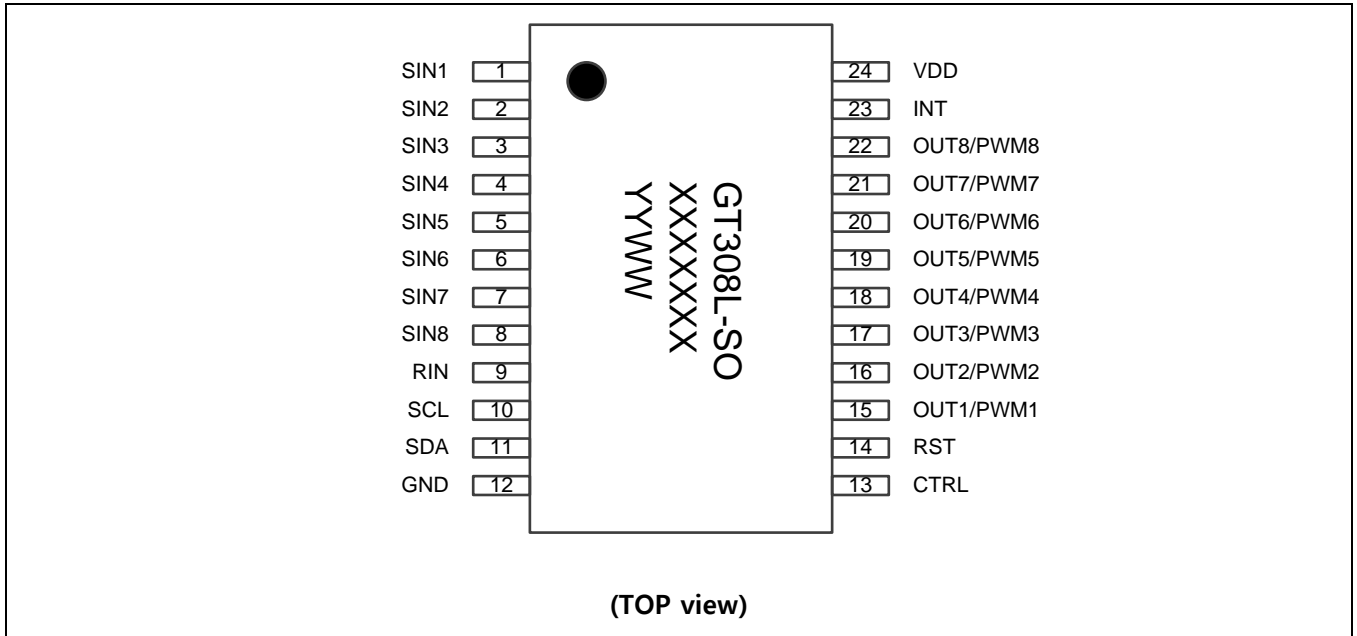 SIN1 1 24 VDD
SIN2 2 23 INT
SIN3 3 22 OUT8/PWM8
SIN4 4 21 OUT7/PWM7
SIN5 5 20 OUT6/PWM6
SIN6 6 19 OUT5/PWM5
SIN7 7 18 OUT4/PWM4
SIN8 8 17 OUT3/PWM3
RIN 9 16 OUT2/PWM2
SCL 10 15 OUT1/PWM1
SDA 11 14 RST
GND 12 13 CTRL
GT308L-SO
XXXXXXX
YYWW
(TOP view)